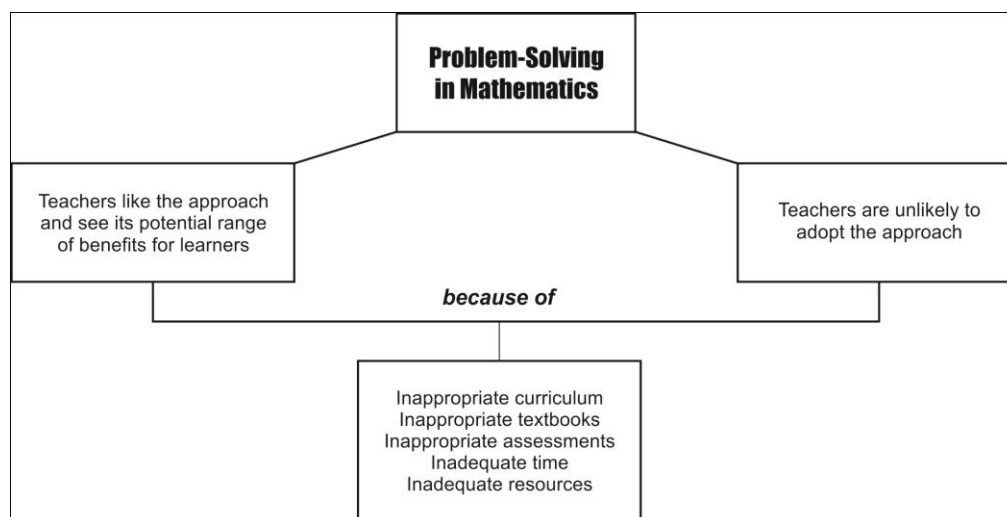 Problem-Solving
in Mathematics
Teachers like the approach
and see its potential range
of benefits for learners
Teachers are unlikely to
adopt the approach
because of
Inappropriate curriculum
Inappropriate textbooks
Inappropriate assessments
Inadequate time
Inadequate resources